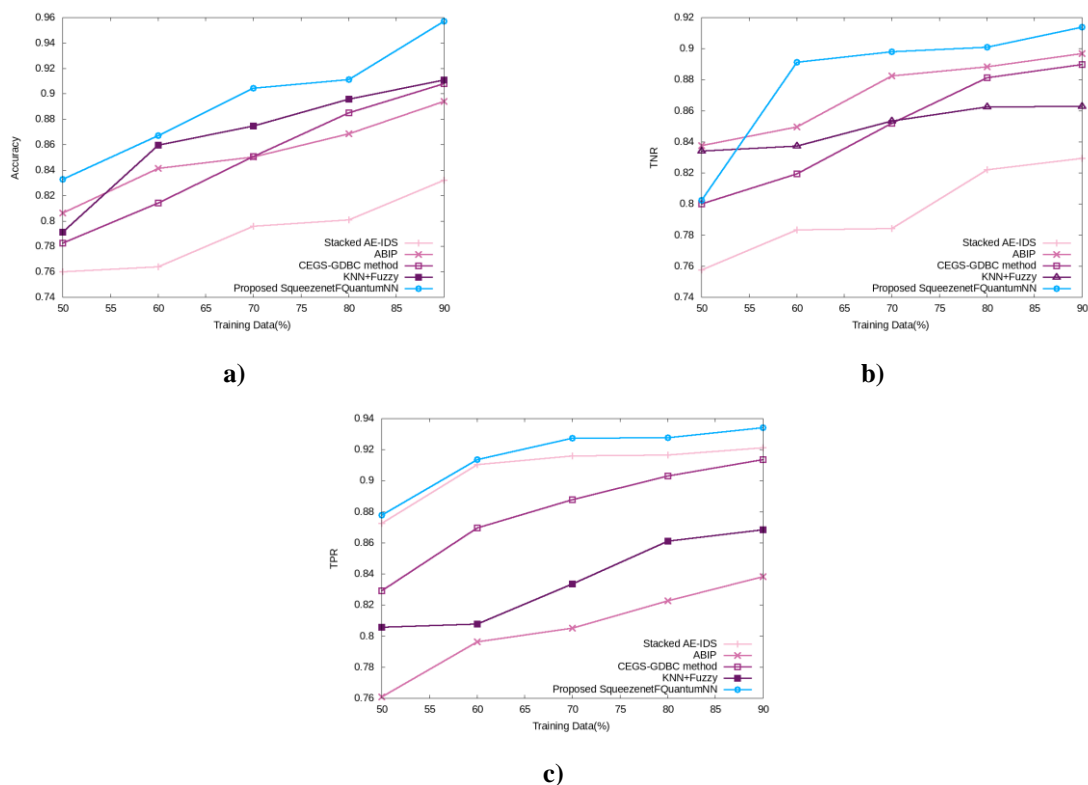 0.96
0.94
0.92
0.9
0.88
0.86
0.84
0.82
0.8
0.78
0.76
0.74
Accuracy
50 55 60 65 70 75 80 85 90
Training Data(%)
Stacked AE-IDS
ABIP
CEGS-GDBC method
KNN+Fuzzy
Proposed SqueezenetFQuantumNN
a)
0.92
0.9
0.88
0.86
0.84
0.82
0.8
0.78
0.76
0.74
TNR
50 55 60 65 70 75 80 85 90
Training Data(%)
Stacked AE-IDS
ABIP
CEGS-GDBC method
KNN+Fuzzy
Proposed SqueezenetFQuantumNN
b)
0.94
0.92
0.9
0.88
0.86
0.84
0.82
0.8
0.78
0.76
TPR
50 55 60 65 70 75 80 85 90
Training Data(%)
Stacked AE-IDS
ABIP
CEGS-GDBC method
KNN+Fuzzy
Proposed SqueezenetFQuantumNN
c)